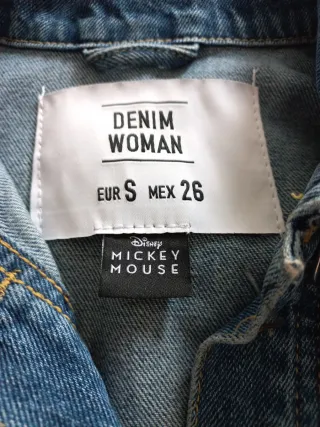 DENIM
WOMAN
EUR S MEX 26
Disney
MICKEY
MOUSE